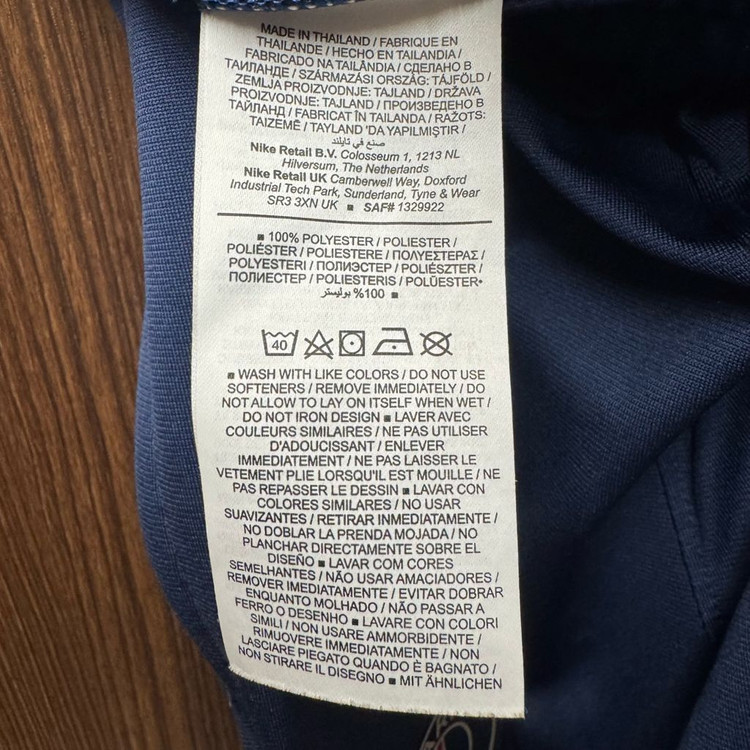 MADE IN THAILAND / FABRIQUE EN
THAILANDE / HECHO EN TAILANDIA /
FABRICADO NA TAILÂNDIA / СДЕЛАНО В
ТАИЛАНДЕ / SZÁRMAZÁSI ORSZÁG: TÁJFÖLD /
ZEMLJA PROIZVODNJE: TAJLAND / DRŽAVA
PROIZVODNJE: TAJLAND / ПРОИЗВЕДЕНО В
ТАЙЛАНД / FABRICAT ÎN TAILANDA / RAŽOTS:
TAIZEMĒ / TAYLAND 'DA YAPILMIŞTIR /
صنع في تايلند
Nike Retail B.V. Colosseum 1, 1213 NL
Hilversum, The Netherlands
Nike Retail UK Camberwell Way, Doxford
Industrial Tech Park, Sunderland, Tyne & Wear
SR3 3XN UK ■ SAF# 1329922
■ 100% POLYESTER / POLIESTER /
POLIÉSTER / POLIESTERE / ΠΟΛΥΕΣΤΕΡΑΣ /
POLYESTERI / ПОЛИЭСТЕР / POLIÉSZTER /
ПОЛИЕСТЕР / POLIESTERIS / POLÜESTER•
100% بوليستر ■
40
■ WASH WITH LIKE COLORS / DO NOT USE
SOFTENERS / REMOVE IMMEDIATELY / DO
NOT ALLOW TO LAY ON ITSELF WHEN WET /
DO NOT IRON DESIGN ■ LAVER AVEC
COULEURS SIMILAIRES / NE PAS UTILISER
D'ADOUCISSANT / ENLEVER
IMMEDIATEMENT / NE PAS LAISSER LE
VETEMENT PLIE LORSQU'IL EST MOUILLE / NE
PAS REPASSER LE DESSIN ■ LAVAR CON
COLORES SIMILARES / NO USAR
SUAVIZANTES / RETIRAR INMEDIATAMENTE /
NO DOBLAR LA PRENDA MOJADA / NO
PLANCHAR DIRECTAMENTE SOBRE EL
DISEÑO ■ LAVAR COM CORES
SEMELHANTES / NÃO USAR AMACIADORES /
REMOVER IMEDIATAMENTE / EVITAR DOBRAR
ENQUANTO MOLHADO / NÃO PASSAR A
FERRO O DESENHO ■ LAVARE CON COLORI
SIMILI / NON USARE AMMORBIDENTE /
RIMUOVERE IMMEDIATAMENTE / NON
LASCIARE PIEGATO QUANDO È BAGNATO /
NON STIRARE IL DISEGNO ■ MIT ÄHNLICHEN